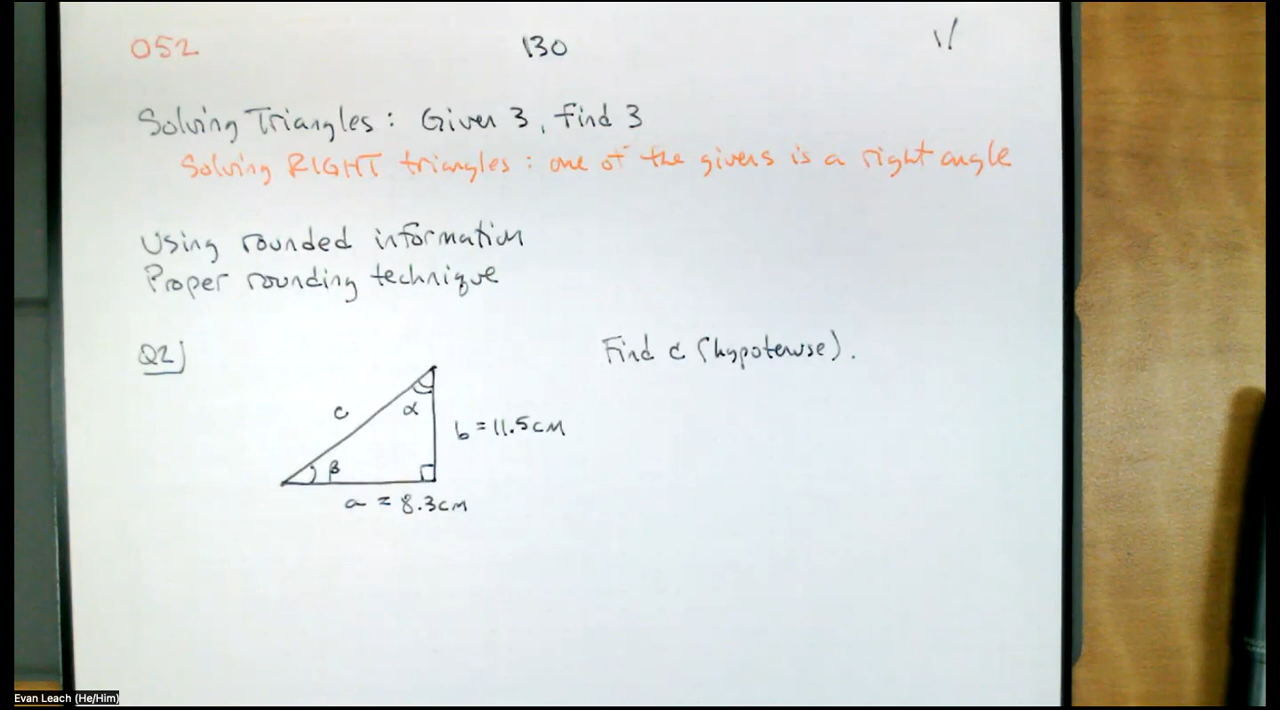 052
130
1/
Solving Triangles: Given 3, find 3
Solving RIGHT triangles: one of the givens is a right angle
Using rounded information
Proper rounding technique
Q2)
Find c (hypotenuse).
c
α
b = 11.5cm
β
a = 8.3cm
Evan Leach (He/Him)